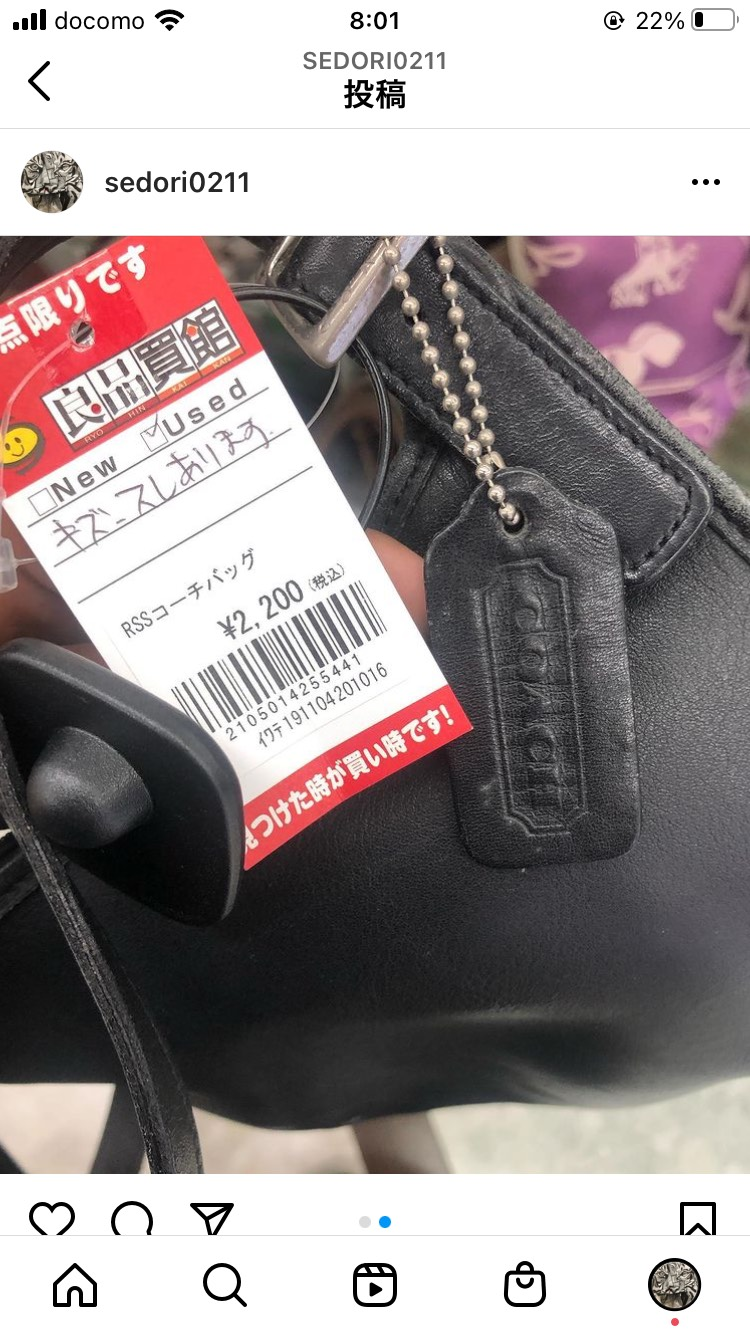 docomo
8:01
22%
SEDORI0211
投稿
sedori0211
点限りです
良品買館
RYO HIN KAI KAN
New Used
キズ、スレあります。
RSSコーチバッグ
¥2,200(税込)
2105014255441
イワテ191104201016
見つけた時が買い時です!
COACH